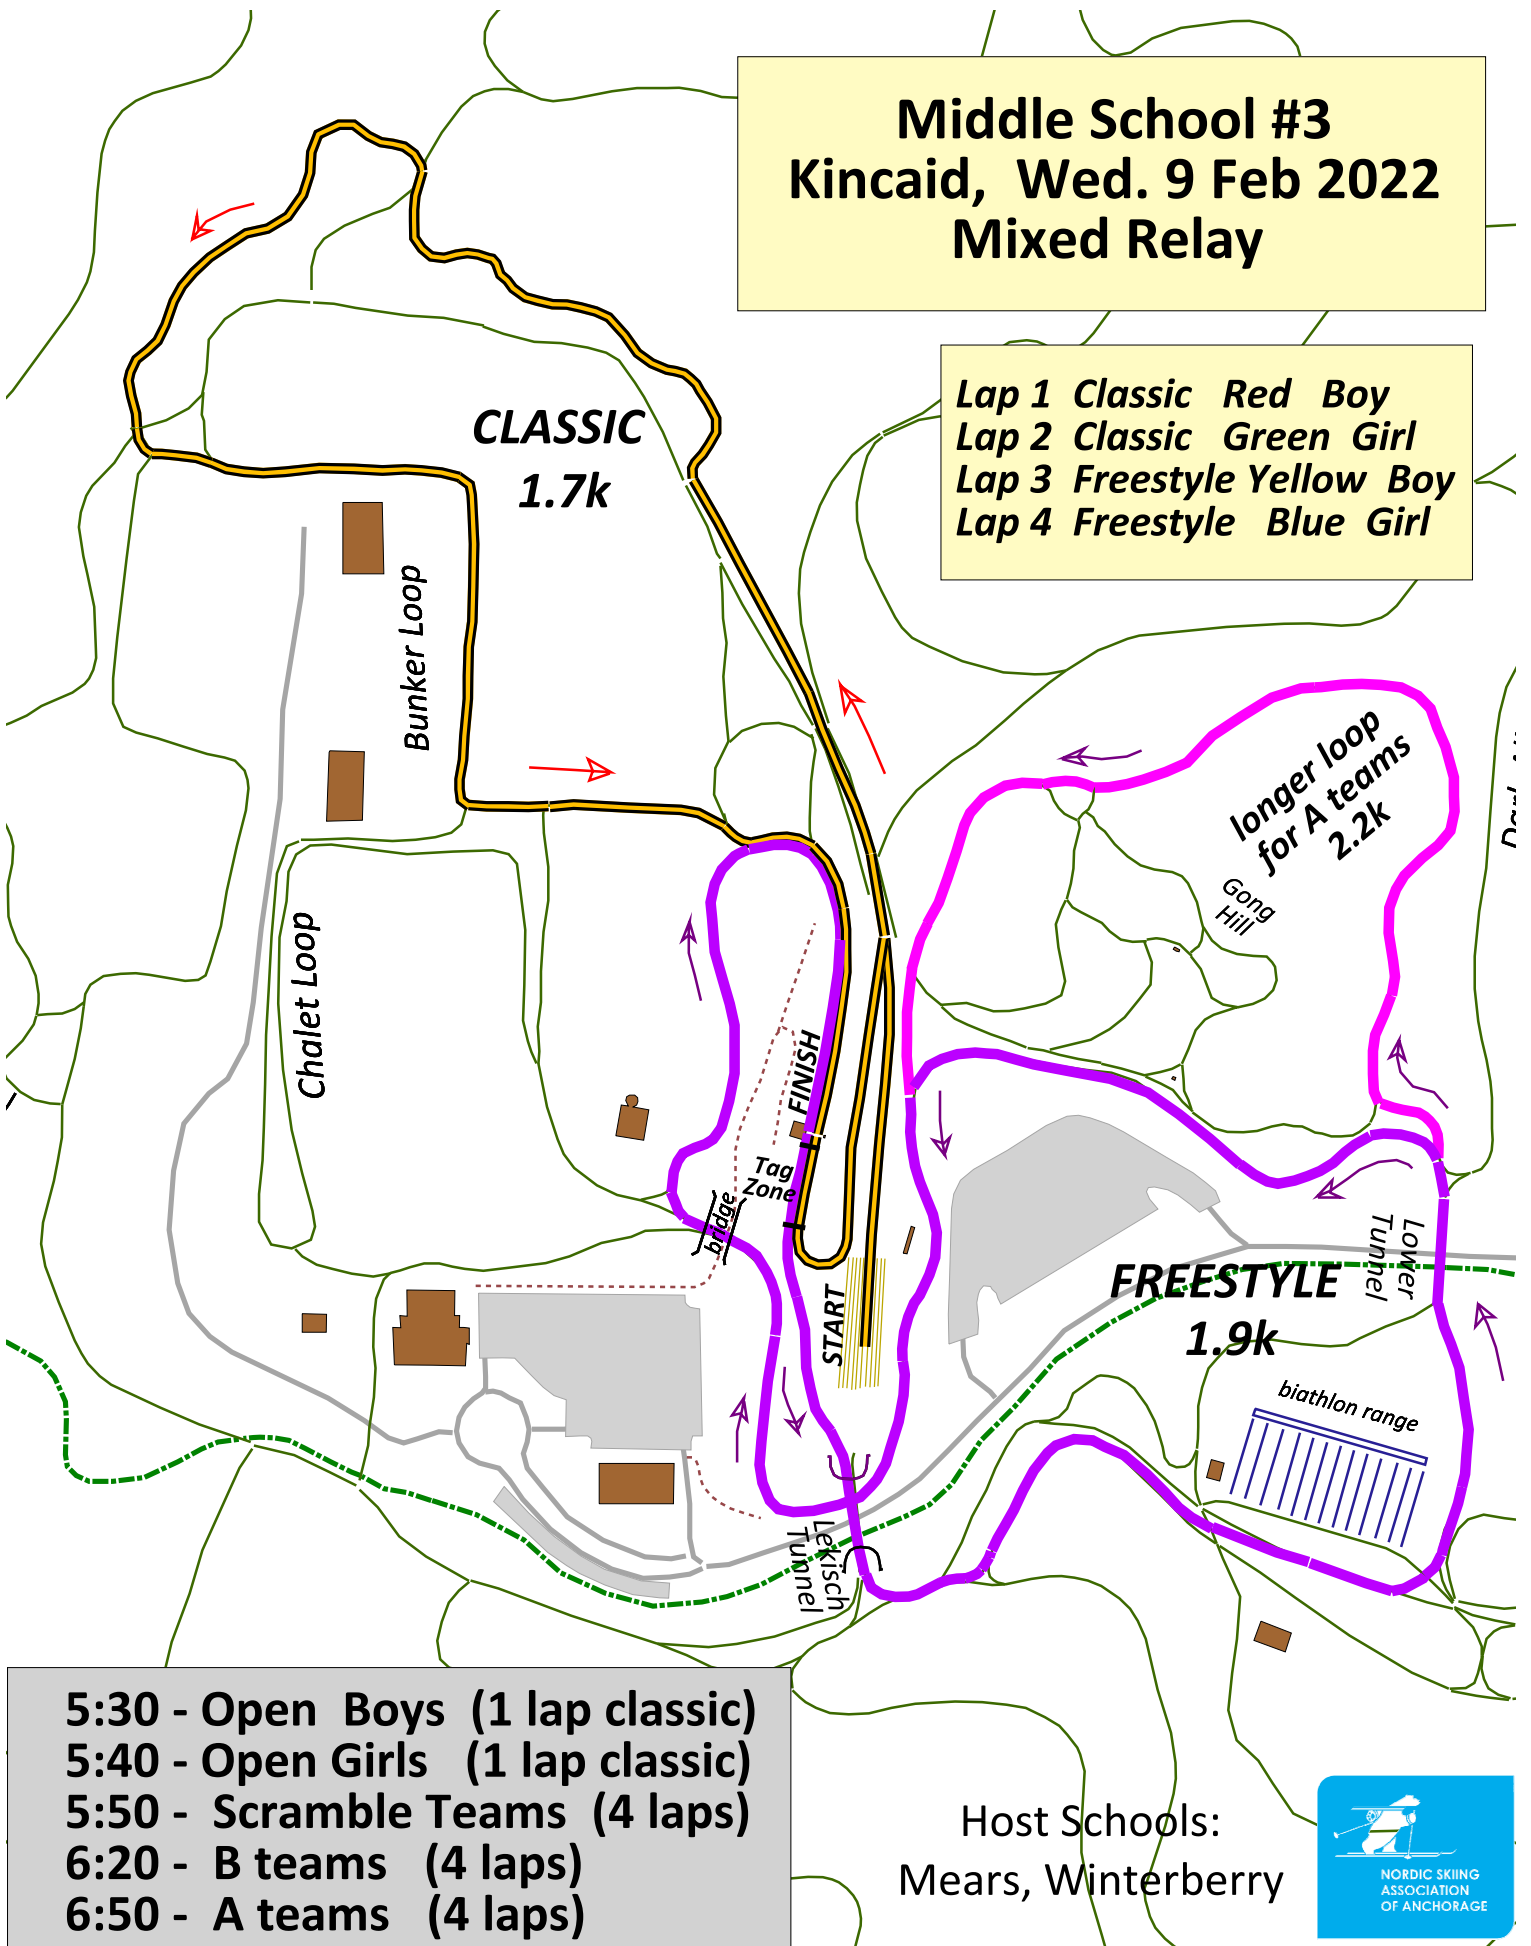 Middle School #3
Kincaid, Wed. 9 Feb 2022
Mixed Relay
Lap 1 Classic Red Boy
Lap 2 Classic Green Girl
Lap 3 Freestyle Yellow Boy
Lap 4 Freestyle Blue Girl
CLASSIC
1.7k
Bunker Loop
longer loop
for A teams
2.2k
Gong
Hill
Chalet Loop
FINISH
Tag
Zone
bridge
START
Lower
Tunnel
FREESTYLE
1.9k
biathlon range
Lekisch
Tunnel
5:30 - Open Boys (1 lap classic)
5:40 - Open Girls (1 lap classic)
5:50 - Scramble Teams (4 laps)
6:20 - B teams (4 laps)
6:50 - A teams (4 laps)
Host Schools:
Mears, Winterberry
NORDIC SKIING
ASSOCIATION
OF ANCHORAGE